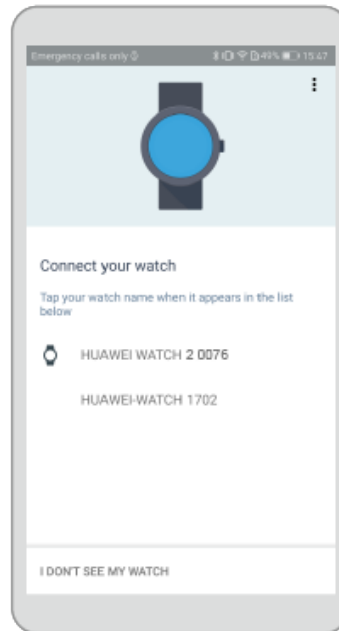 Emergency calls only
49% 15:47
Connect your watch
Tap your watch name when it appears in the list
below
HUAWEI WATCH 2 0076
HUAWEI-WATCH 1702
I DON'T SEE MY WATCH